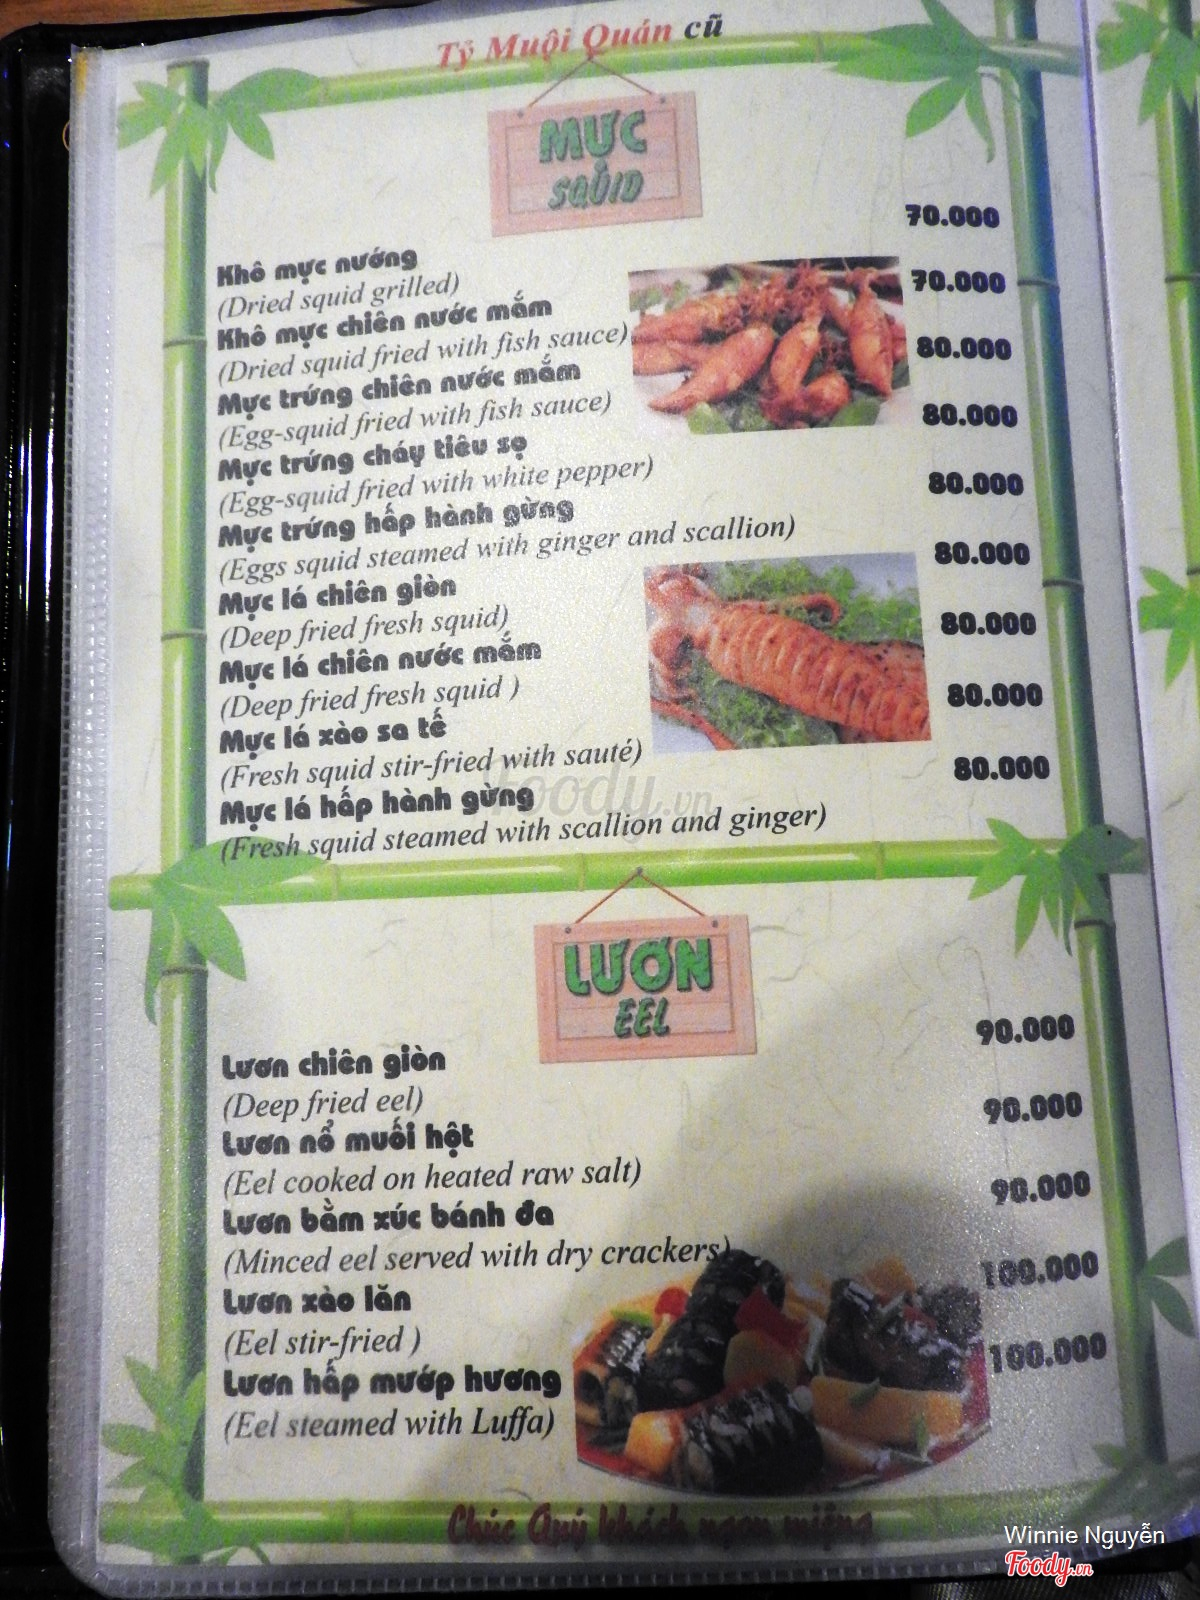 Tỷ Muội Quán cũ
MỰC
SQUID
Khô mực nướng 70.000
(Dried squid grilled)
Khô mực chiên nước mắm 70.000
(Dried squid fried with fish sauce)
Mực trứng chiên nước mắm 80.000
(Egg-squid fried with fish sauce)
Mực trứng cháy tiêu sọ 80.000
(Egg-squid fried with white pepper)
Mực trứng hấp hành gừng 80.000
(Eggs squid steamed with ginger and scallion)
Mực lá chiên giòn 80.000
(Deep fried fresh squid)
Mực lá chiên nước mắm 80.000
(Deep fried fresh squid )
Mực lá xào sa tế 80.000
(Fresh squid stir-fried with sauté)
Mực lá hấp hành gừng 80.000
(Fresh squid steamed with scallion and ginger)
Foody.vn
LƯƠN
EEL
Lươn chiên giòn 90.000
(Deep fried eel)
Lươn nổ muối hột 90.000
(Eel cooked on heated raw salt)
Lươn bằm xúc bánh đa 90.000
(Minced eel served with dry crackers)
Lươn xào lăn 100.000
(Eel stir-fried )
Lươn hấp mướp hương 100.000
(Eel steamed with Luffa)
Chúc Quý khách ngon miệng
Winnie Nguyễn
Foody.vn